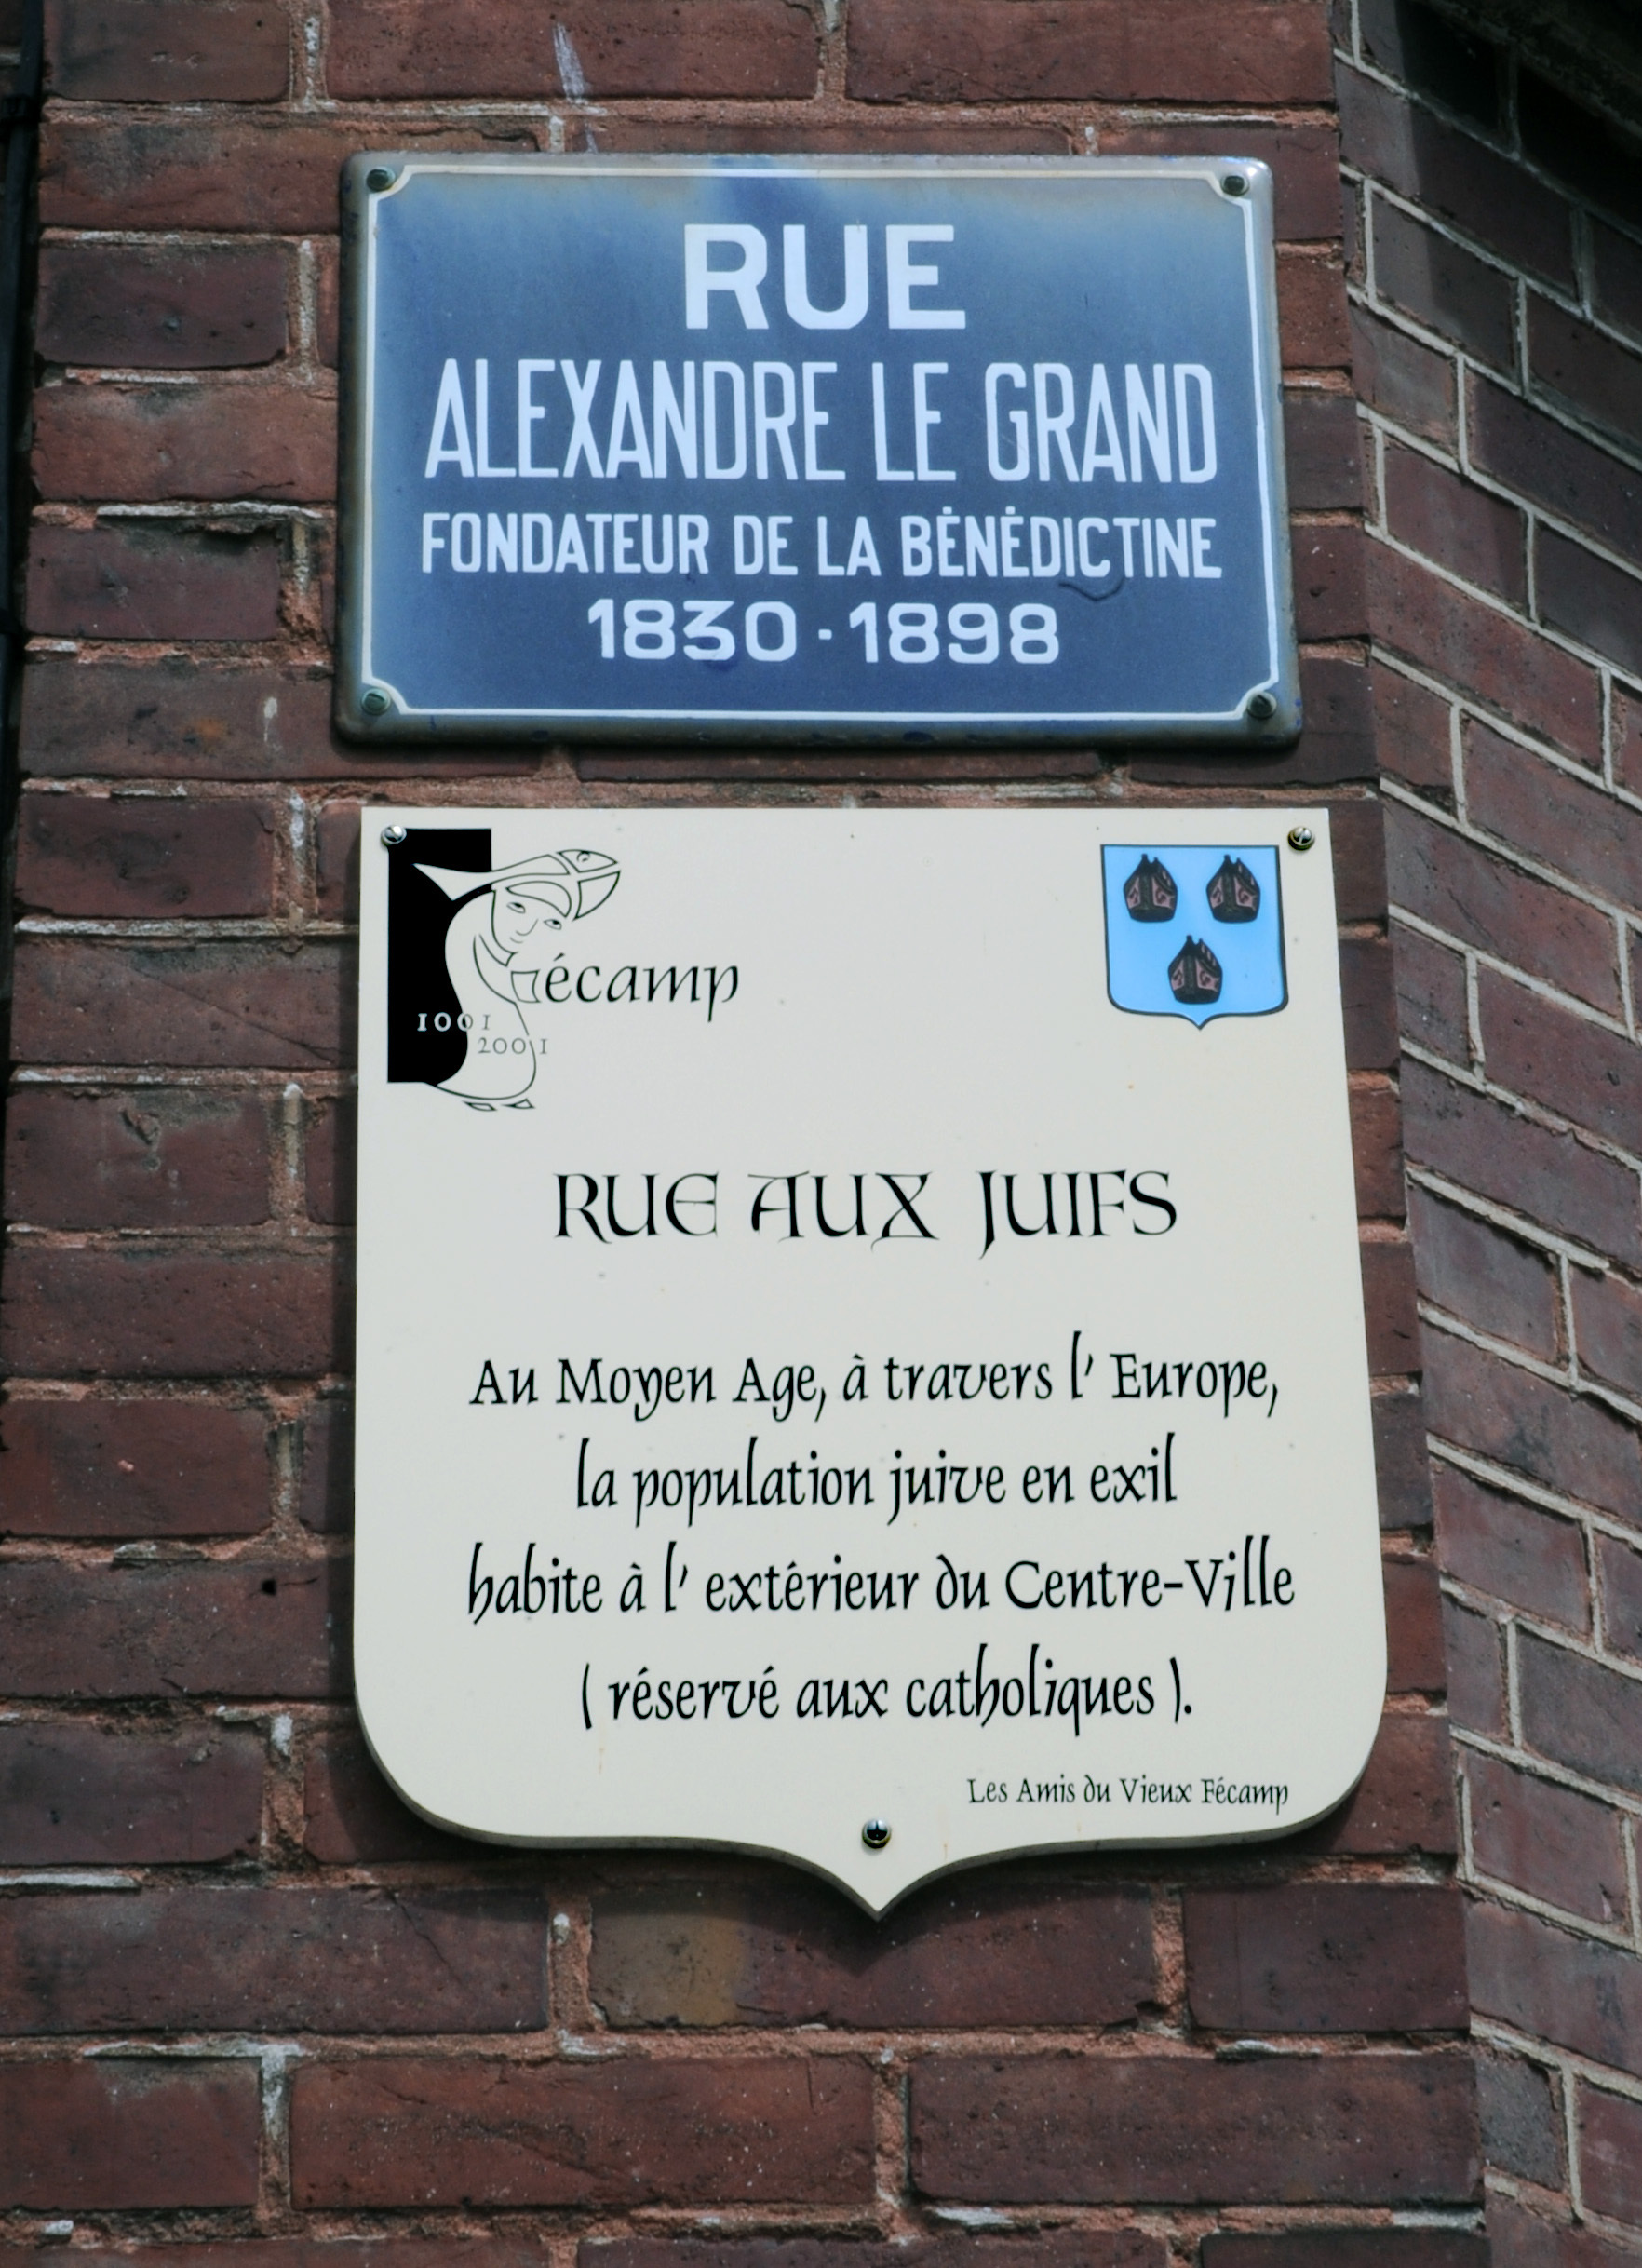 RUE
ALEXANDRE LE GRAND
FONDATEUR DE LA BÉNÉDICTINE
1830 - 1898
Fécamp
1001
2001
RUE AUX JUIFS
Au Moyen Age, à travers l' Europe,
la population juive en exil
habite à l' extérieur du Centre-Ville
( réservé aux catholiques ).
Les Amis du Vieux Fécamp